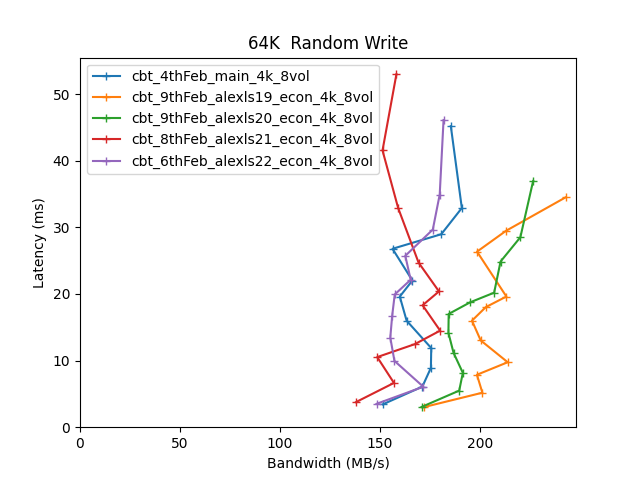 64K  Random Write
cbt_4thFeb_main_4k_8vol
cbt_9thFeb_alexls19_econ_4k_8vol
cbt_9thFeb_alexls20_econ_4k_8vol
cbt_8thFeb_alexls21_econ_4k_8vol
cbt_6thFeb_alexls22_econ_4k_8vol
Latency (ms)
50
40
30
20
10
0
0 50 100 150 200
Bandwidth (MB/s)